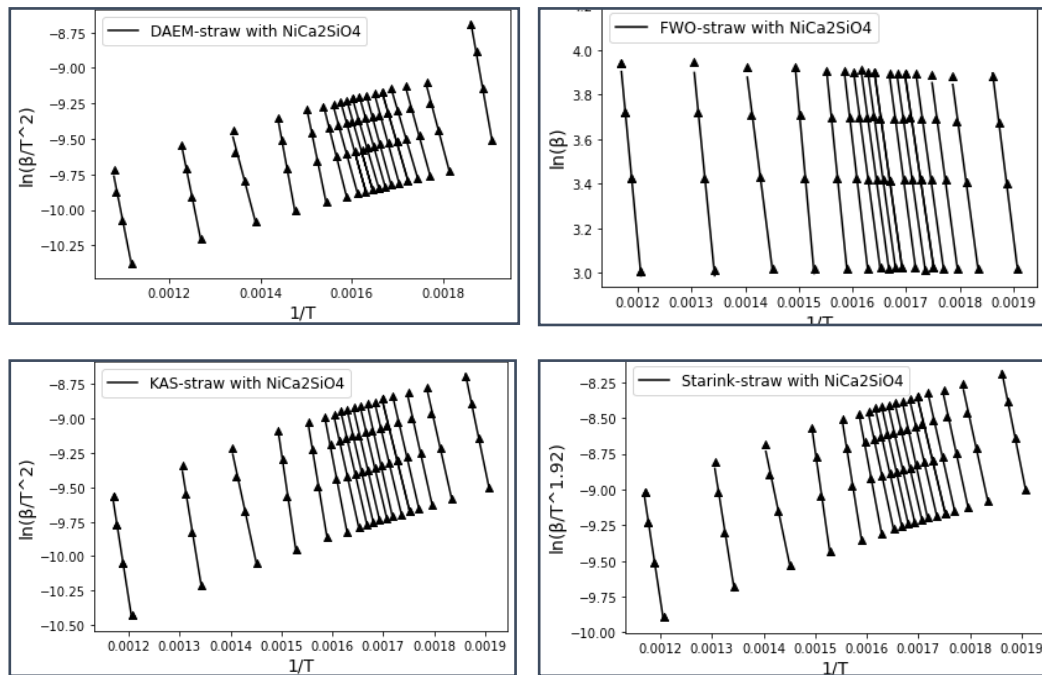 DAEM-straw with NiCa2SiO4
ln(β/T^2)
−8.75
−9.00
−9.25
−9.50
−9.75
−10.00
−10.25
0.0012 0.0014 0.0016 0.0018
1/T
FWO-straw with NiCa2SiO4
ln(β)
4.0
3.8
3.6
3.4
3.2
3.0
0.0012 0.0013 0.0014 0.0015 0.0016 0.0017 0.0018 0.0019
1/T
KAS-straw with NiCa2SiO4
ln(β/T^2)
−8.75
−9.00
−9.25
−9.50
−9.75
−10.00
−10.25
−10.50
0.0012 0.0013 0.0014 0.0015 0.0016 0.0017 0.0018 0.0019
1/T
Starink-straw with NiCa2SiO4
ln(β/T^1.92)
−8.25
−8.50
−8.75
−9.00
−9.25
−9.50
−9.75
−10.00
0.0012 0.0013 0.0014 0.0015 0.0016 0.0017 0.0018 0.0019
1/T